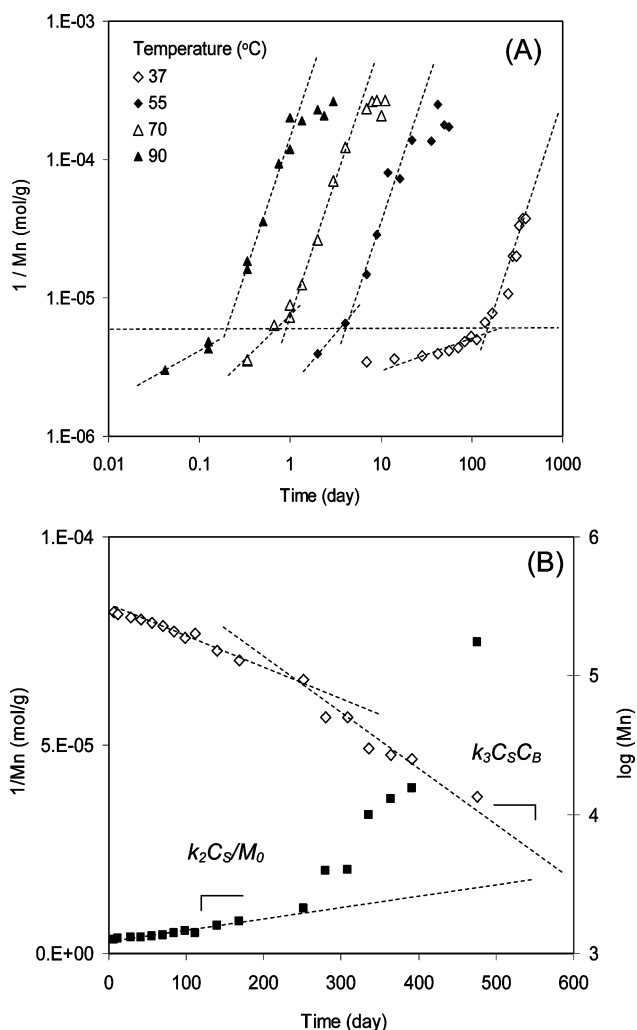 (A)
Temperature (°C)
37
55
70
90
1.E-03
1.E-04
1.E-05
1.E-06
1 / Mn (mol/g)
0.01 0.1 1 10 100 1000
Time (day)
(B)
1.E-04
5.E-05
0.E+00
1/Mn (mol/g)
6
5
4
3
log (Mn)
k3CSCB
k2CS/M0
0 100 200 300 400 500 600
Time (day)